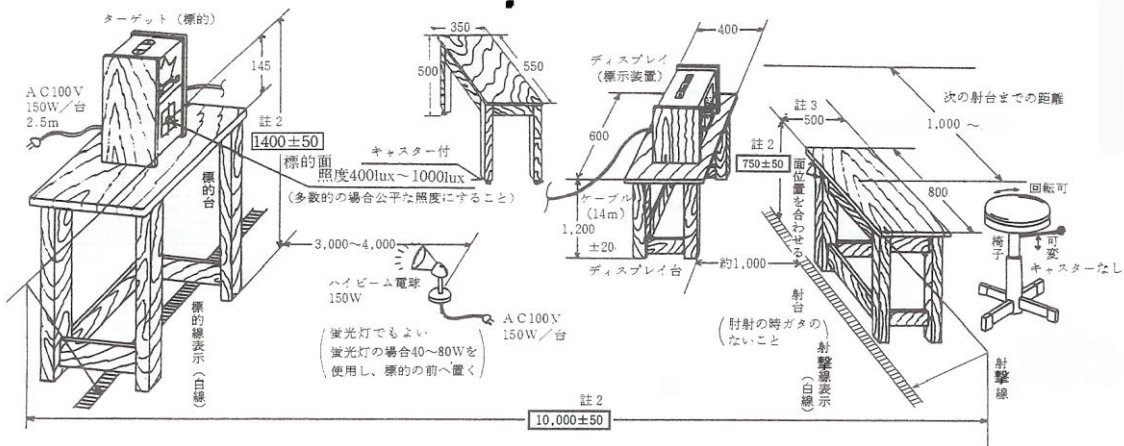 ターゲット（標的）
145
AC100V
150W／台
2.5m
註2
1400±50
標的面
照度400lux〜1000lux
（多数的の場合公平な照度にすること）
標的台
350
550
500
キャスター付
3,000〜4,000
ハイビーム電球
150W
AC100V
150W／台
（蛍光灯でもよい
蛍光灯の場合40〜80Wを
使用し、標的の前へ置く）
標的線表示（白線）
400
ディスプレイ
（標示装置）
600
ケーブル
（14m）
1,200
±20
ディスプレイ台
約1,000
註2
750±50
面位置を合わせる
射台
（肘射の時ガタの
ないこと
註3
500
次の射台までの距離
1,000〜
800
回転可
可変
椅子
キャスターなし
射撃線表示（白線）
射撃線
註2
10,000±50